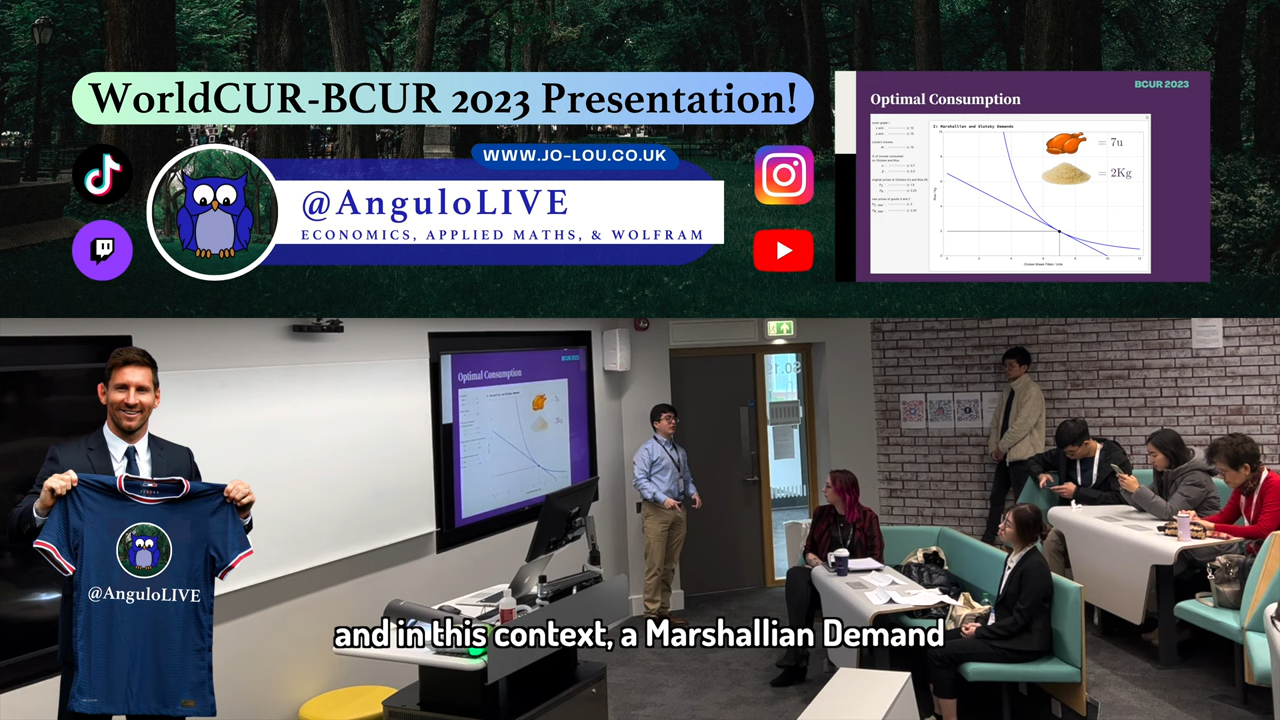 WorldCUR-BCUR 2023 Presentation!
WWW.JO-LOU.CO.UK
@AnguloLIVE
ECONOMICS, APPLIED MATHS, & WOLFRAM
BCUR 2023
Optimal Consumption
2: Marshallian and Slutsky Demands
= 7u
= 2Kg
BCUR 2023
Optimal Consumption
@AnguloLIVE
and in this context, a Marshallian Demand